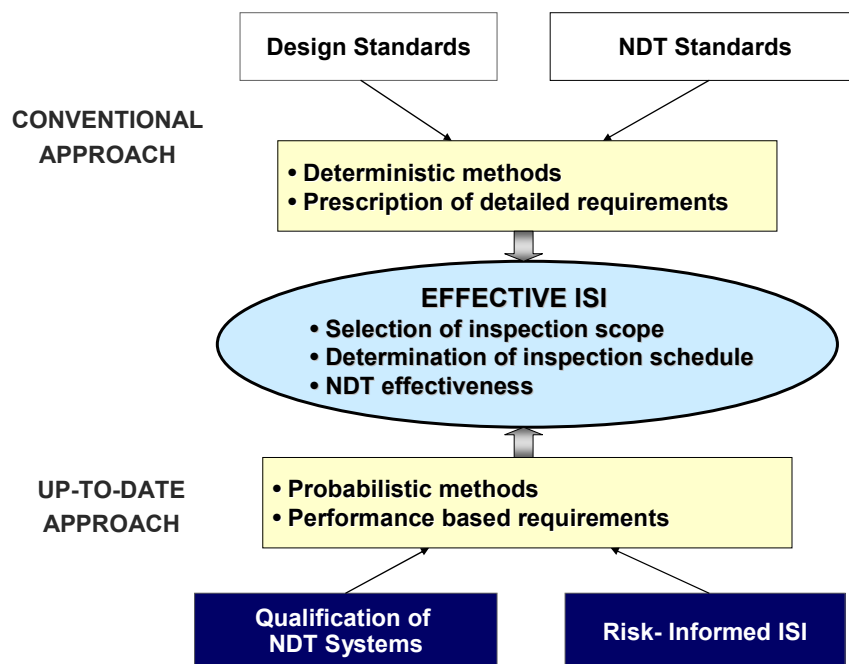 Design Standards
NDT Standards
CONVENTIONAL
APPROACH
• Deterministic methods
• Prescription of detailed requirements
EFFECTIVE ISI
• Selection of inspection scope
• Determination of inspection schedule
• NDT effectiveness
UP-TO-DATE
APPROACH
• Probabilistic methods
• Performance based requirements
Qualification of
NDT Systems
Risk- Informed ISI